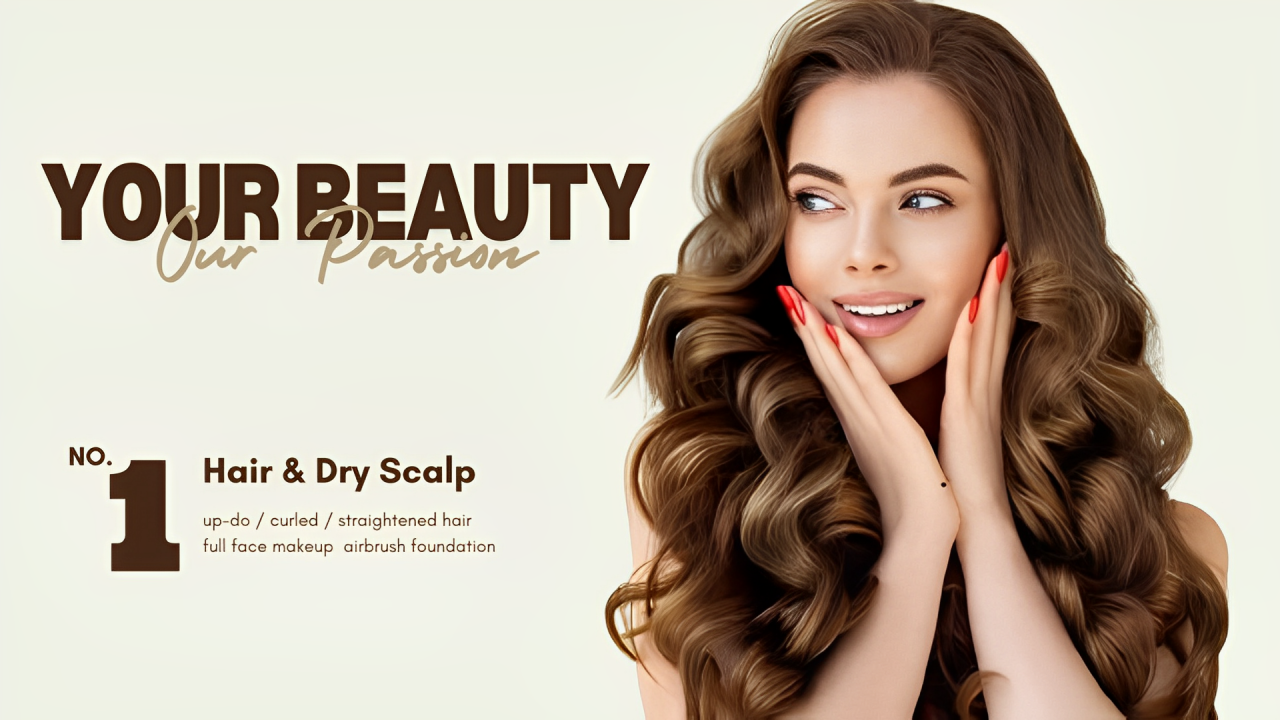 YOUR BEAUTY
Our Passion
NO. 1
Hair & Dry Scalp
up-do / curled / straightened hair
full face makeup airbrush foundation